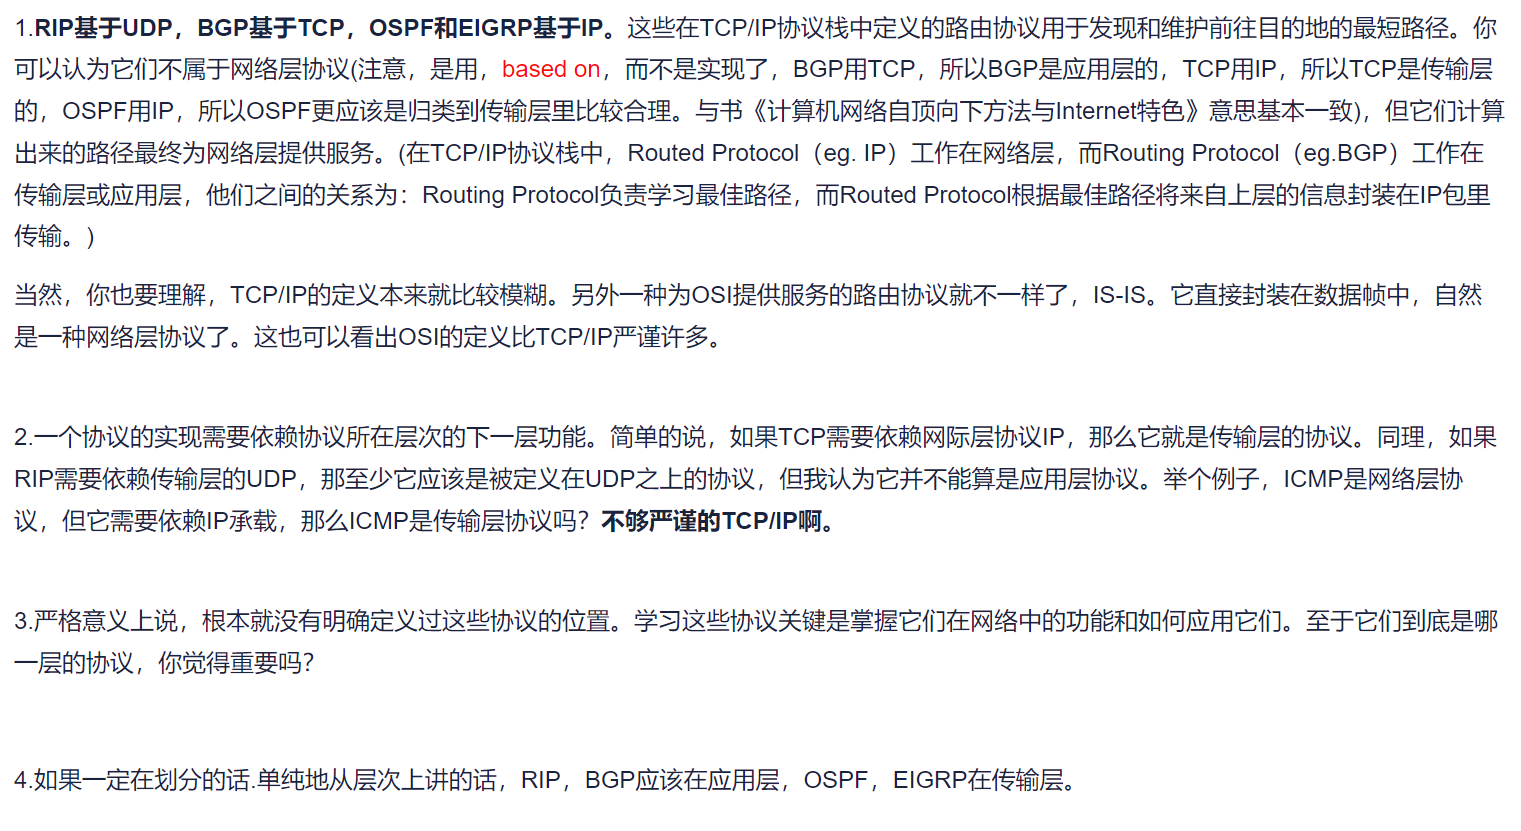 1.RIP基于UDP，BGP基于TCP，OSPF和EIGRP基于IP。这些在TCP/IP协议栈中定义的路由协议用于发现和维护前往目的地的最短路径。你
可以认为它们不属于网络层协议(注意，是用，based on，而不是实现了，BGP用TCP，所以BGP是应用层的，TCP用IP，所以TCP是传输层
的，OSPF用IP，所以OSPF更应该是归类到传输层里比较合理。与书《计算机网络自顶向下方法与Internet特色》意思基本一致)，但它们计算
出来的路径最终为网络层提供服务。(在TCP/IP协议栈中，Routed Protocol（eg. IP）工作在网络层，而Routing Protocol（eg.BGP）工作在
传输层或应用层，他们之间的关系为：Routing Protocol负责学习最佳路径，而Routed Protocol根据最佳路径将来自上层的信息封装在IP包里
传输。)
当然，你也要理解，TCP/IP的定义本来就比较模糊。另外一种为OSI提供服务的路由协议就不一样了，IS-IS。它直接封装在数据帧中，自然
是一种网络层协议了。这也可以看出OSI的定义比TCP/IP严谨许多。
2.一个协议的实现需要依赖协议所在层次的下一层功能。简单的说，如果TCP需要依赖网际层协议IP，那么它就是传输层的协议。同理，如果
RIP需要依赖传输层的UDP，那至少它应该是被定义在UDP之上的协议，但我认为它并不能算是应用层协议。举个例子，ICMP是网络层协
议，但它需要依赖IP承载，那么ICMP是传输层协议吗？不够严谨的TCP/IP啊。
3.严格意义上说，根本就没有明确定义过这些协议的位置。学习这些协议关键是掌握它们在网络中的功能和如何应用它们。至于它们到底是哪
一层的协议，你觉得重要吗？
4.如果一定在划分的话.单纯地从层次上讲的话，RIP，BGP应该在应用层，OSPF，EIGRP在传输层。